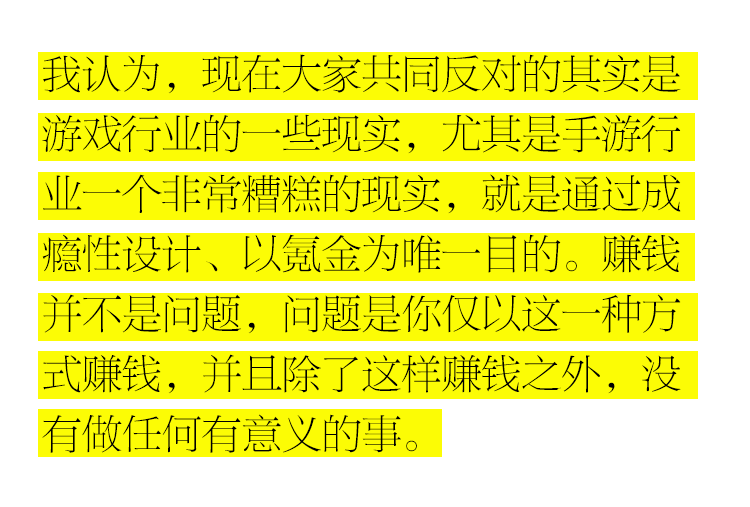 我认为，现在大家共同反对的其实是
游戏行业的一些现实，尤其是手游行
业一个非常糟糕的现实，就是通过成
瘾性设计、以氪金为唯一目的。赚钱
并不是问题，问题是你仅以这一种方
式赚钱，并且除了这样赚钱之外，没
有做任何有意义的事。